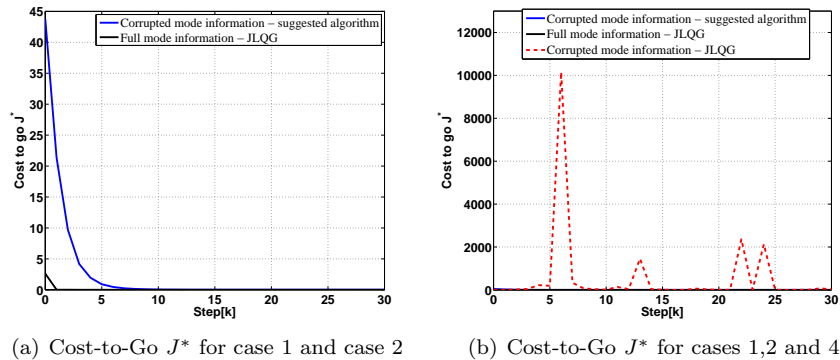 Corrupted mode information – suggested algorithm
Full mode information – JLQG
45
40
35
30
25
20
15
10
5
0
Cost to go J*
0
5
10
15
20
25
30
Step[k]
(a) Cost-to-Go J* for case 1 and case 2
Corrupted mode information – suggested algorithm
Full mode information – JLQG
Corrupted mode information – JLQG
12000
10000
8000
6000
4000
2000
0
Cost to go J*
0
5
10
15
20
25
30
Step[k]
(b) Cost-to-Go J* for cases 1,2 and 4